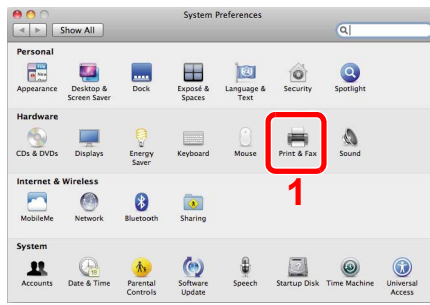 System Preferences
Show All
Personal
Appearance Desktop & Screen Saver Dock Exposé & Spaces Language & Text Security Spotlight
Hardware
CDs & DVDs Displays Energy Saver Keyboard Mouse Print & Fax Sound
1
Internet & Wireless
MobileMe Network Bluetooth Sharing
System
Accounts Date & Time Parental Controls Software Update Speech Startup Disk Time Machine Universal Access